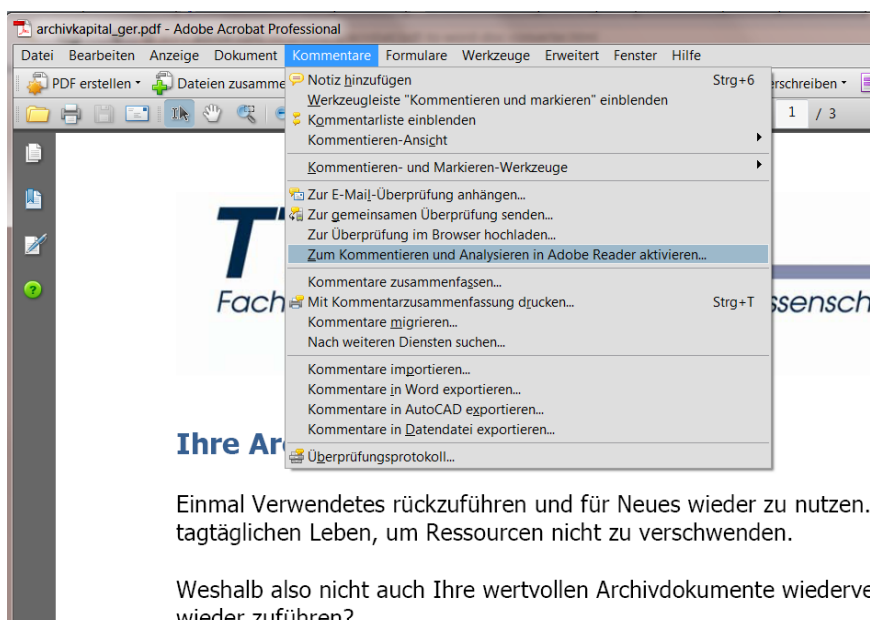 archivkapital_ger.pdf - Adobe Acrobat Professional
Datei Bearbeiten Anzeige Dokument Kommentare Formulare Werkzeuge Erweitert Fenster Hilfe
PDF erstellen Dateien zusamme rschreiben
1 / 3
Notiz hinzufügen Strg+6
Werkzeugleiste "Kommentieren und markieren" einblenden
Kommentarliste einblenden
Kommentieren-Ansicht
Kommentieren- und Markieren-Werkzeuge
Zur E-Mail-Überprüfung anhängen...
Zur gemeinsamen Überprüfung senden...
Zur Überprüfung im Browser hochladen...
Zum Kommentieren und Analysieren in Adobe Reader aktivieren...
Kommentare zusammenfassen...
Mit Kommentarzusammenfassung drucken... Strg+T
Kommentare migrieren...
Nach weiteren Diensten suchen...
Kommentare importieren...
Kommentare in Word exportieren...
Kommentare in AutoCAD exportieren...
Kommentare in Datendatei exportieren...
Überprüfungsprotokoll...
T
Fach ssensch
Ihre Ar
Einmal Verwendetes rückzuführen und für Neues wieder zu nutzen.
tagtäglichen Leben, um Ressourcen nicht zu verschwenden.
Weshalb also nicht auch Ihre wertvollen Archivdokumente wiederve
wieder zuführen?